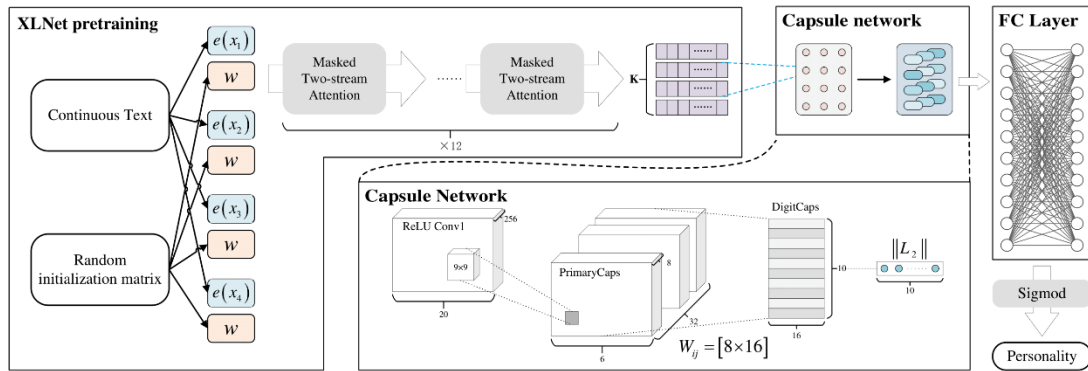 XLNet pretraining
Continuous Text
Random
initialization matrix
e(x₁)
w
e(x₂)
w
e(x₃)
w
e(x₄)
w
Masked
Two-stream
Attention
......
Masked
Two-stream
Attention
×12
K
......
......
......
......
Capsule network
FC Layer
Sigmod
Personality
Capsule Network
ReLU Conv1
256
9×9
20
PrimaryCaps
8
32
6
W_{ij} = [8×16]
DigitCaps
10
16
‖L₂‖
10